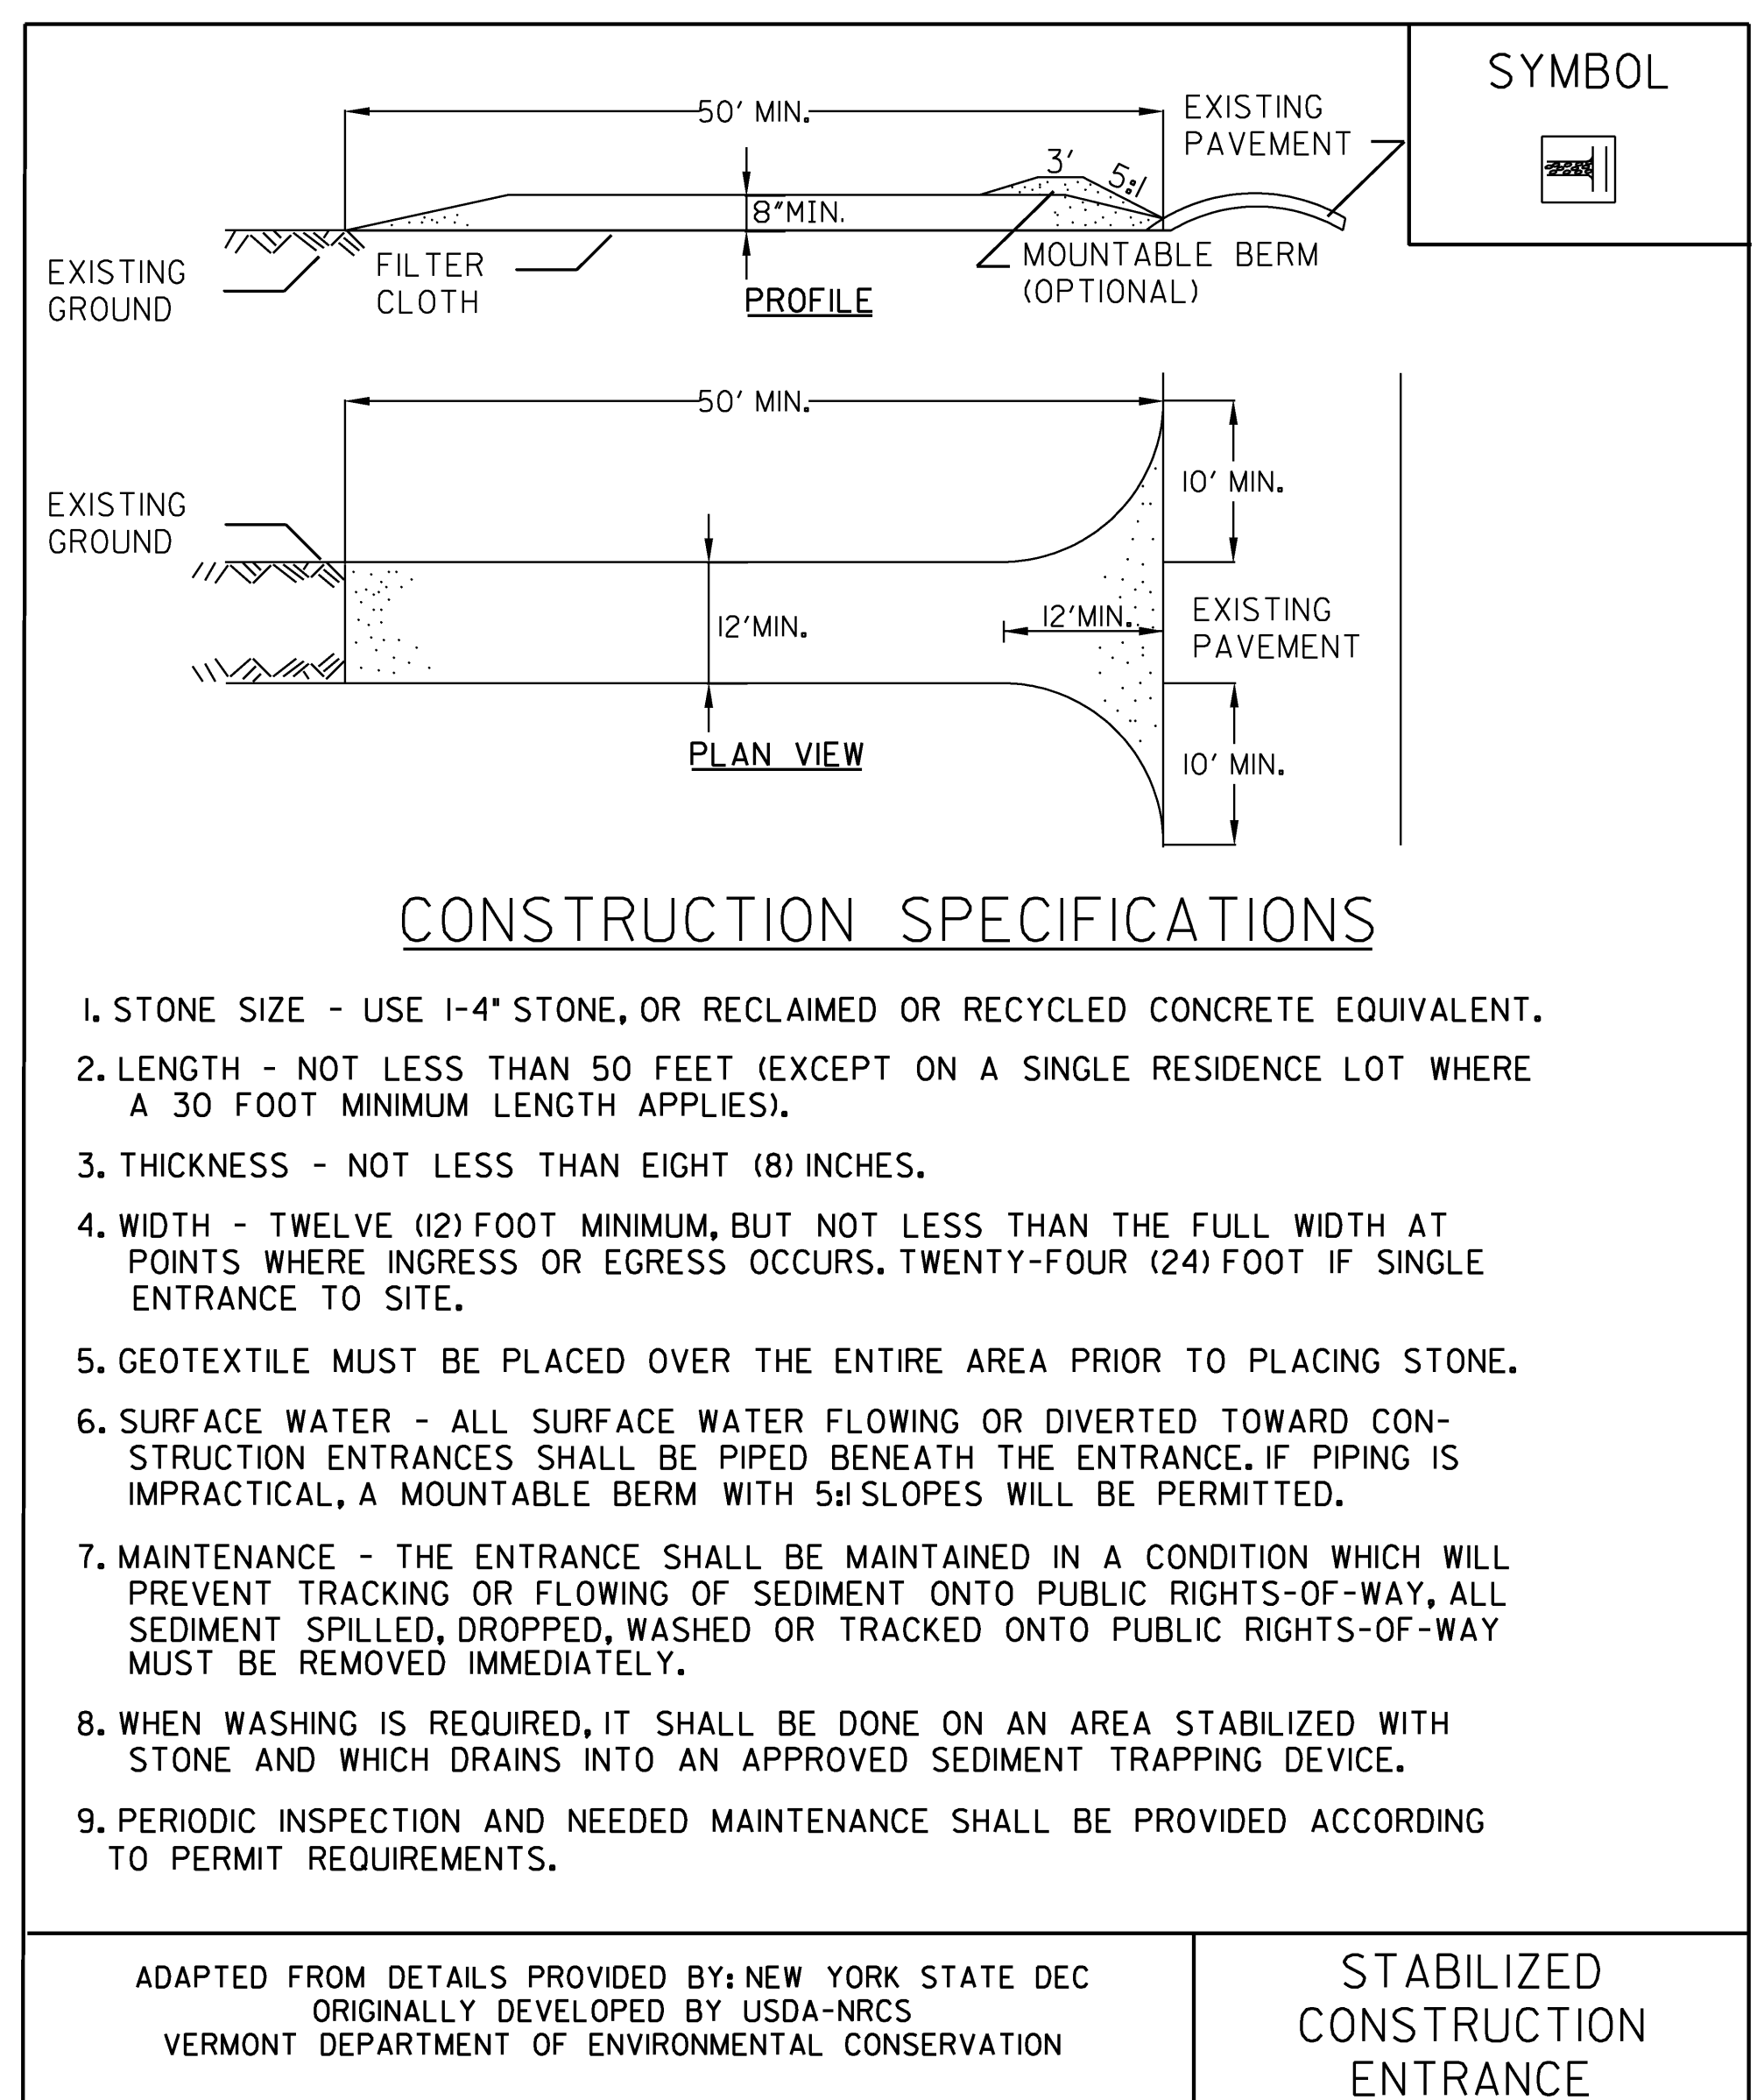 SYMBOL
50' MIN.
EXISTING
PAVEMENT
3'
5:1
8"MIN.
EXISTING
GROUND
FILTER
CLOTH
PROFILE
MOUNTABLE BERM
(OPTIONAL)
50' MIN.
10' MIN.
EXISTING
GROUND
12'MIN.
12'MIN.
EXISTING
PAVEMENT
PLAN VIEW
10' MIN.
CONSTRUCTION SPECIFICATIONS
1. STONE SIZE - USE 1-4" STONE, OR RECLAIMED OR RECYCLED CONCRETE EQUIVALENT.
2. LENGTH - NOT LESS THAN 50 FEET (EXCEPT ON A SINGLE RESIDENCE LOT WHERE
A 30 FOOT MINIMUM LENGTH APPLIES).
3. THICKNESS - NOT LESS THAN EIGHT (8) INCHES.
4. WIDTH - TWELVE (12) FOOT MINIMUM, BUT NOT LESS THAN THE FULL WIDTH AT
POINTS WHERE INGRESS OR EGRESS OCCURS. TWENTY-FOUR (24) FOOT IF SINGLE
ENTRANCE TO SITE.
5. GEOTEXTILE MUST BE PLACED OVER THE ENTIRE AREA PRIOR TO PLACING STONE.
6. SURFACE WATER - ALL SURFACE WATER FLOWING OR DIVERTED TOWARD CON-
STRUCTION ENTRANCES SHALL BE PIPED BENEATH THE ENTRANCE. IF PIPING IS
IMPRACTICAL, A MOUNTABLE BERM WITH 5:1 SLOPES WILL BE PERMITTED.
7. MAINTENANCE - THE ENTRANCE SHALL BE MAINTAINED IN A CONDITION WHICH WILL
PREVENT TRACKING OR FLOWING OF SEDIMENT ONTO PUBLIC RIGHTS-OF-WAY, ALL
SEDIMENT SPILLED, DROPPED, WASHED OR TRACKED ONTO PUBLIC RIGHTS-OF-WAY
MUST BE REMOVED IMMEDIATELY.
8. WHEN WASHING IS REQUIRED, IT SHALL BE DONE ON AN AREA STABILIZED WITH
STONE AND WHICH DRAINS INTO AN APPROVED SEDIMENT TRAPPING DEVICE.
9. PERIODIC INSPECTION AND NEEDED MAINTENANCE SHALL BE PROVIDED ACCORDING
TO PERMIT REQUIREMENTS.
ADAPTED FROM DETAILS PROVIDED BY: NEW YORK STATE DEC
ORIGINALLY DEVELOPED BY USDA-NRCS
VERMONT DEPARTMENT OF ENVIRONMENTAL CONSERVATION
STABILIZED
CONSTRUCTION
ENTRANCE